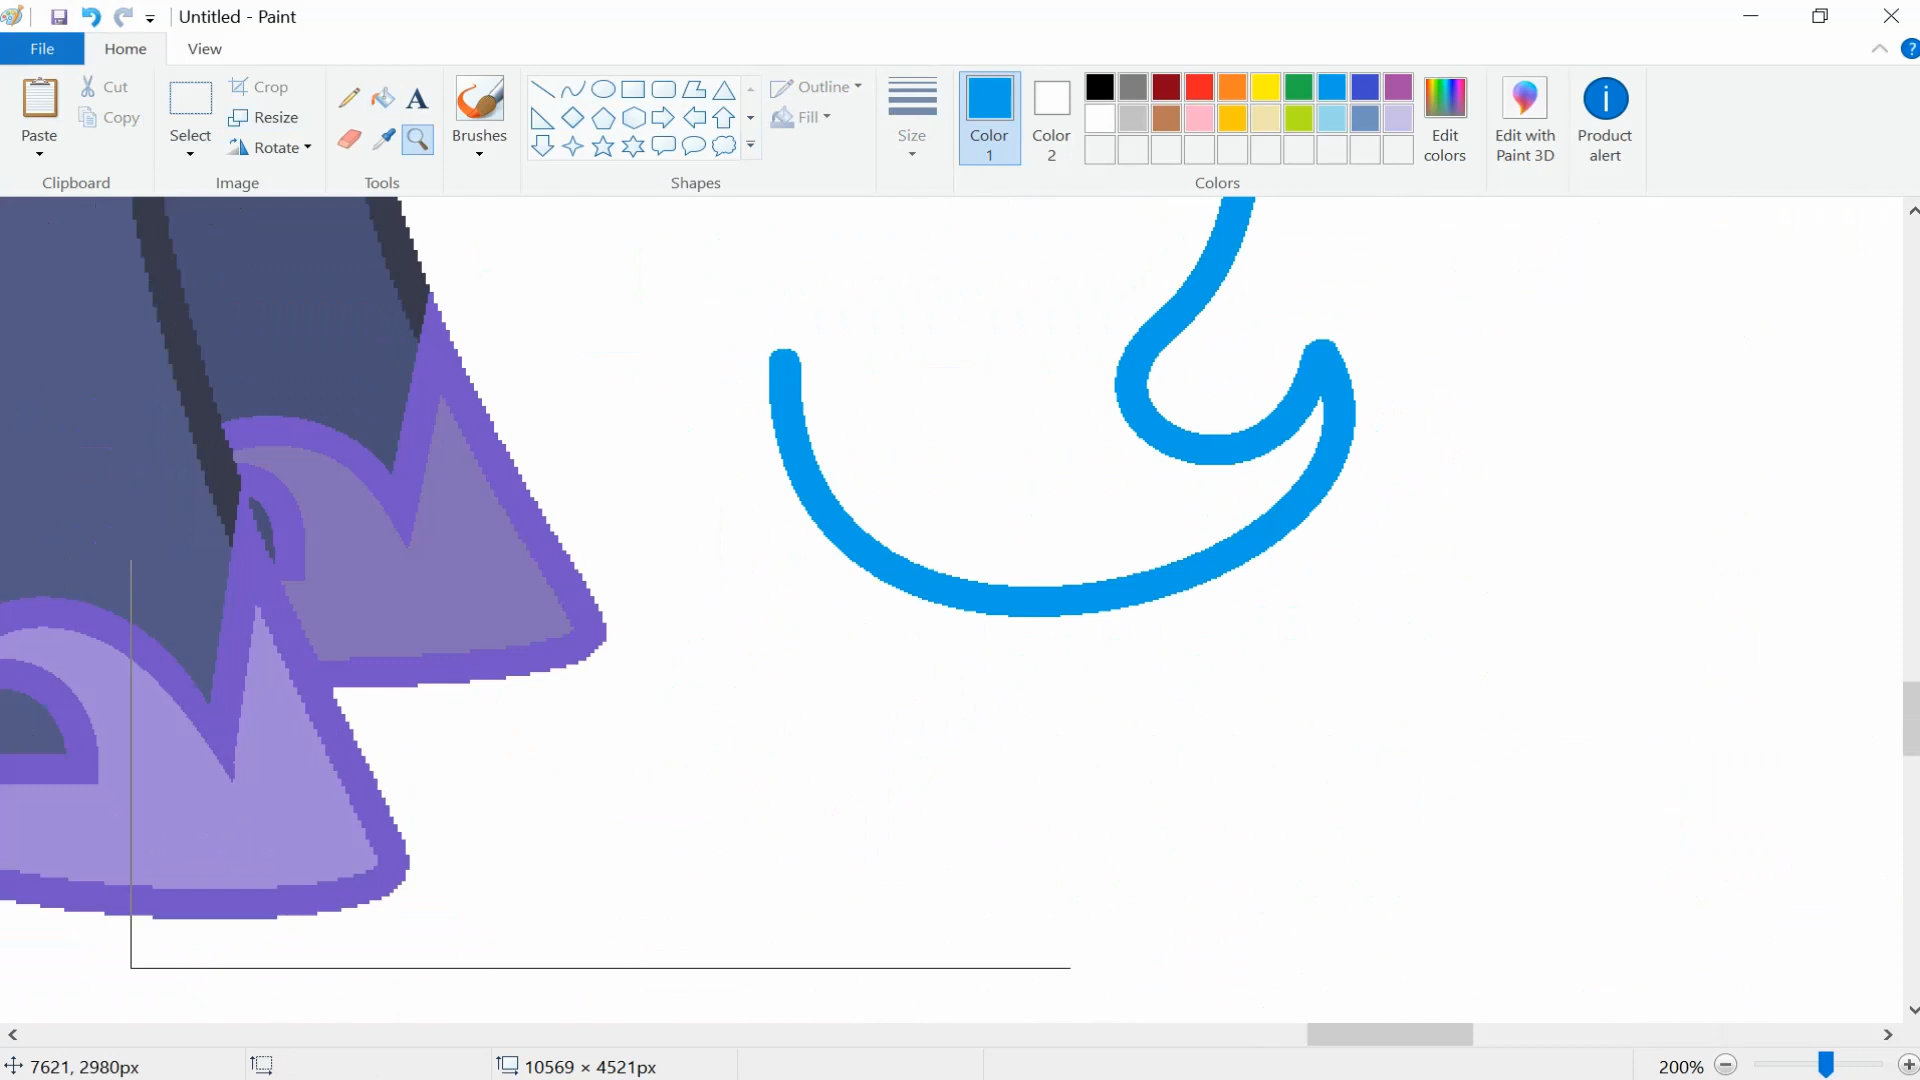 Untitled - Paint
File Home View
Paste
Cut
Copy
Clipboard
Select
Crop
Resize
Rotate
Image
A
Tools
Brushes
Outline
Fill
Shapes
Size
Color 1
Color 2
Edit colors
Colors
Edit with Paint 3D
Product alert
7621, 2980px
10569 × 4521px
200%